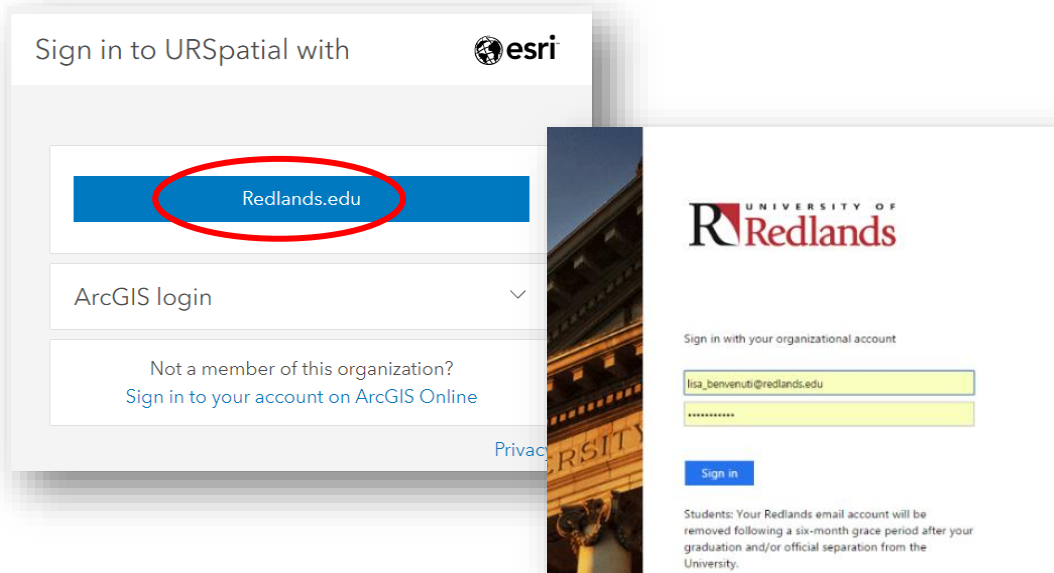 Sign in to URSpatial with
esri
Redlands.edu
ArcGIS login
Not a member of this organization?
Sign in to your account on ArcGIS Online
Privacy
UNIVERSITY OF
R Redlands
Sign in with your organizational account
lisa_benvenuti@redlands.edu
•••••••••••
Sign in
Students: Your Redlands email account will be
removed following a six-month grace period after your
graduation and/or official separation from the
University.
RSITY